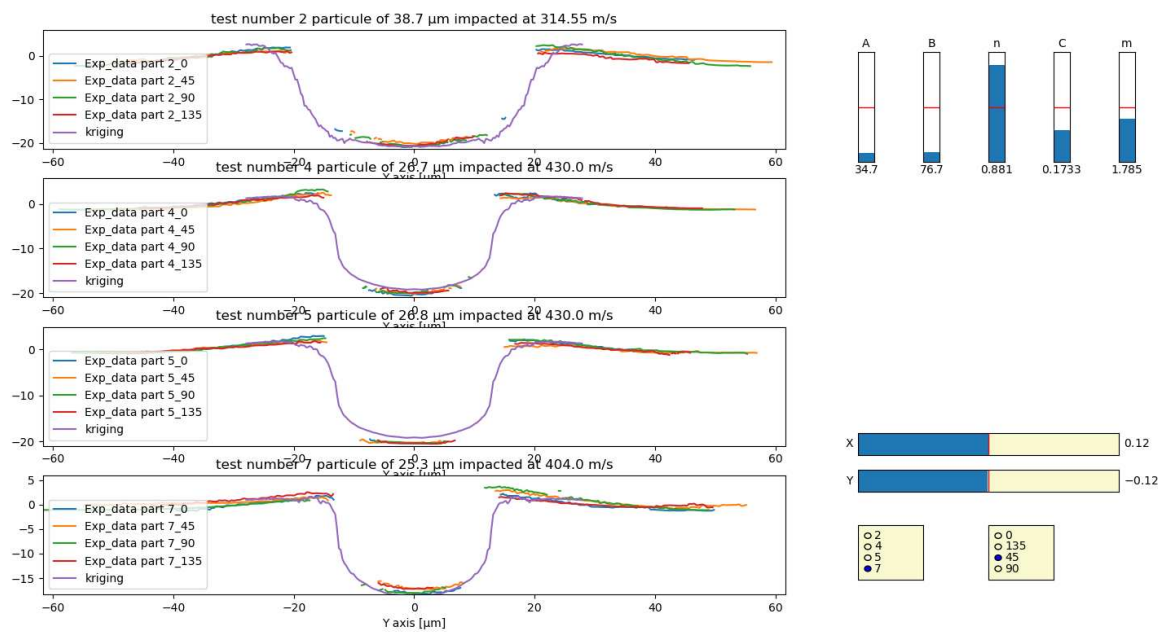 test number 2 particule of 38.7 µm impacted at 314.55 m/s
0
−10
−20
Exp_data part 2_0
Exp_data part 2_45
Exp_data part 2_90
Exp_data part 2_135
kriging
−60 −40 −20 0 20 40 60
Y axis [µm]
test number 4 particule of 26.7 µm impacted at 430.0 m/s
0
−10
−20
Exp_data part 4_0
Exp_data part 4_45
Exp_data part 4_90
Exp_data part 4_135
kriging
−60 −40 −20 0 20 40 60
Y axis [µm]
test number 5 particule of 26.8 µm impacted at 430.0 m/s
0
−10
−20
Exp_data part 5_0
Exp_data part 5_45
Exp_data part 5_90
Exp_data part 5_135
kriging
−60 −40 −20 0 20 40 60
test number 7 particule of 25.3 µm impacted at 404.0 m/s
5
0
−5
−10
−15
Exp_data part 7_0
Exp_data part 7_45
Exp_data part 7_90
Exp_data part 7_135
kriging
−60 −40 −20 0 20 40 60
Y axis [µm]
A B n C m
34.7 76.7 0.881 0.1733 1.785
X 0.12
Y −0.12
2
4
5
7
0
135
45
90